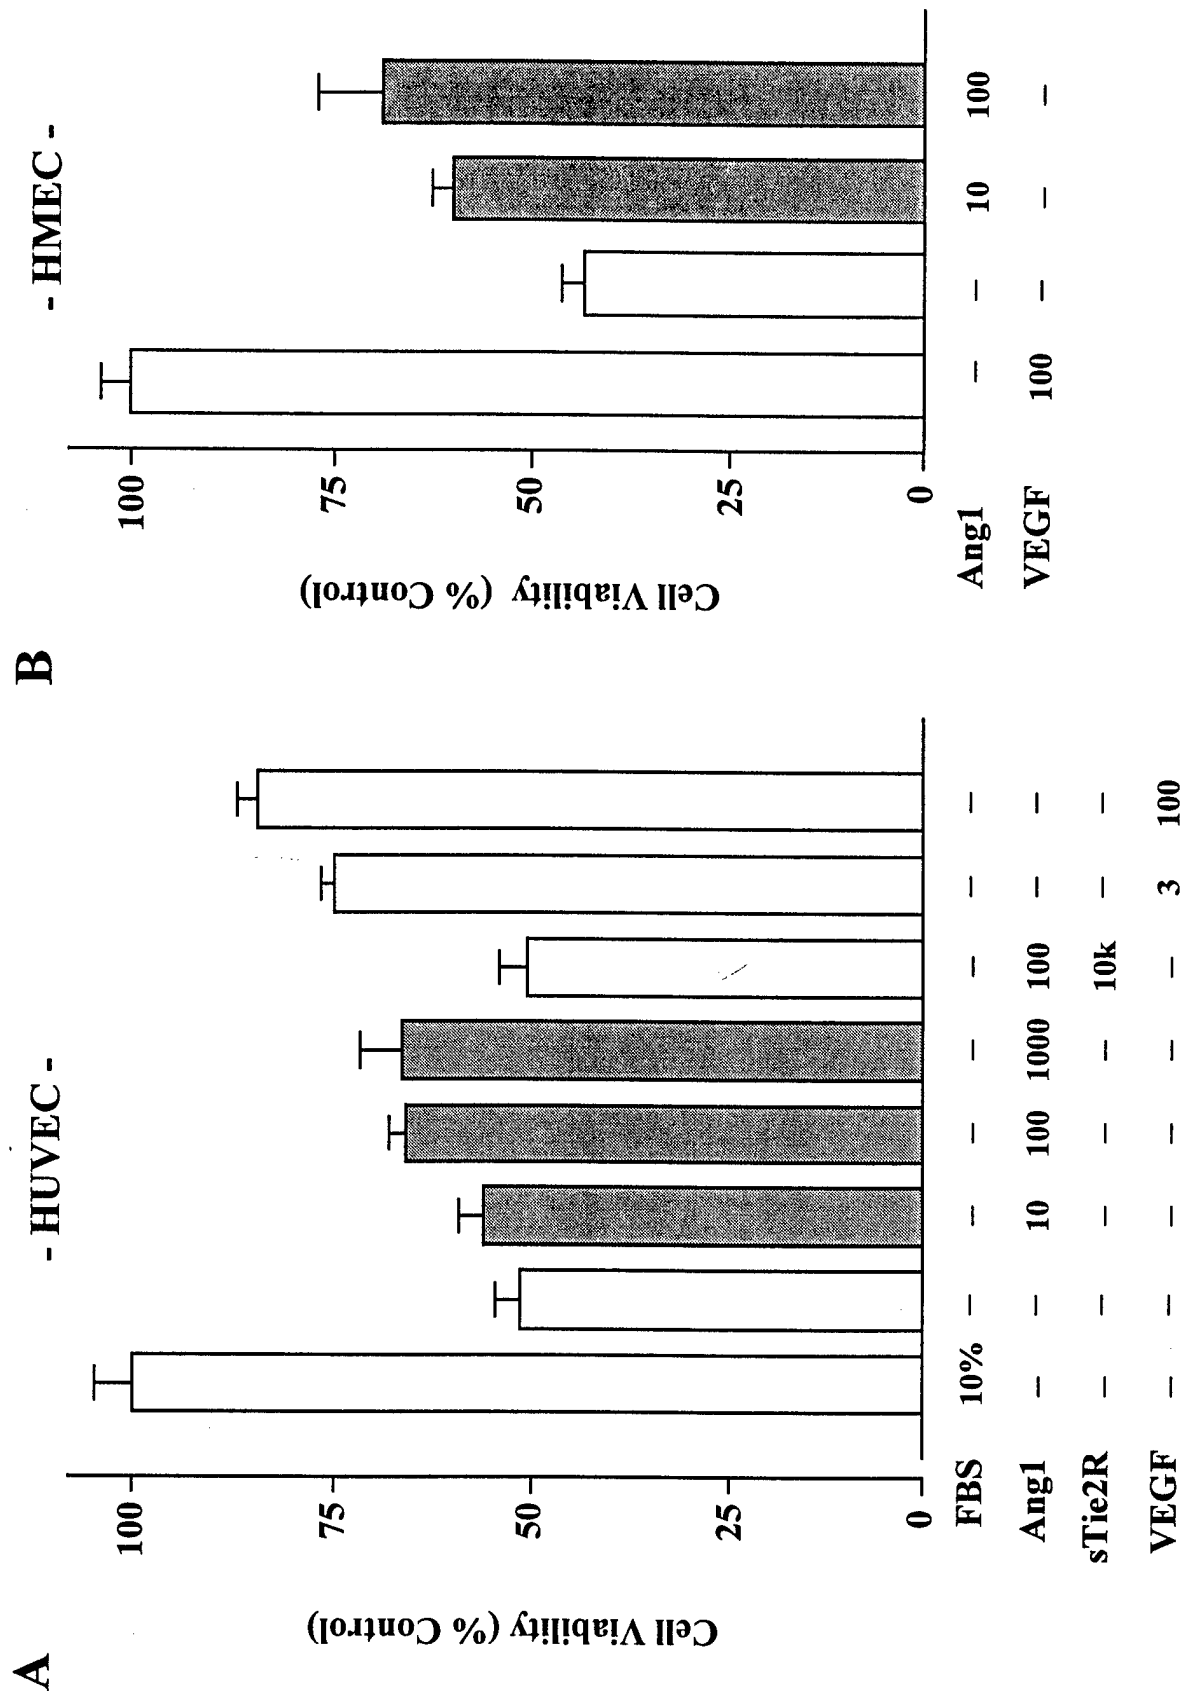 A
- HUVEC -
Cell Viability (% Control)
100
75
50
25
0
FBS 10% – – – – – – –
Ang1 – – 10 100 1000 100 – –
sTie2R – – – – – 10k – –
VEGF – – – – – – 3 100
B
- HMEC -
Cell Viability (% Control)
100
75
50
25
0
Ang1 – – 10 100
VEGF 100 – – –